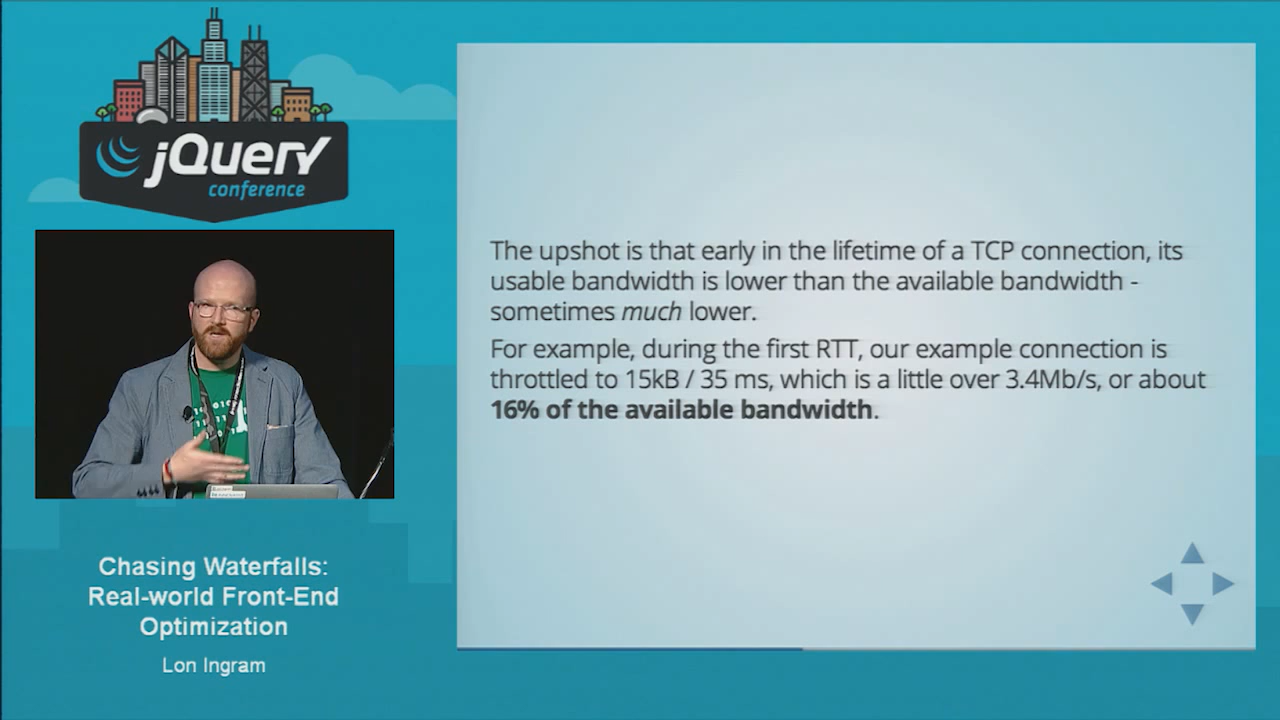 jQuery
conference
Chasing Waterfalls:
Real-world Front-End
Optimization
Lon Ingram
The upshot is that early in the lifetime of a TCP connection, its
usable bandwidth is lower than the available bandwidth -
sometimes much lower.
For example, during the first RTT, our example connection is
throttled to 15kB / 35 ms, which is a little over 3.4Mb/s, or about
16% of the available bandwidth.